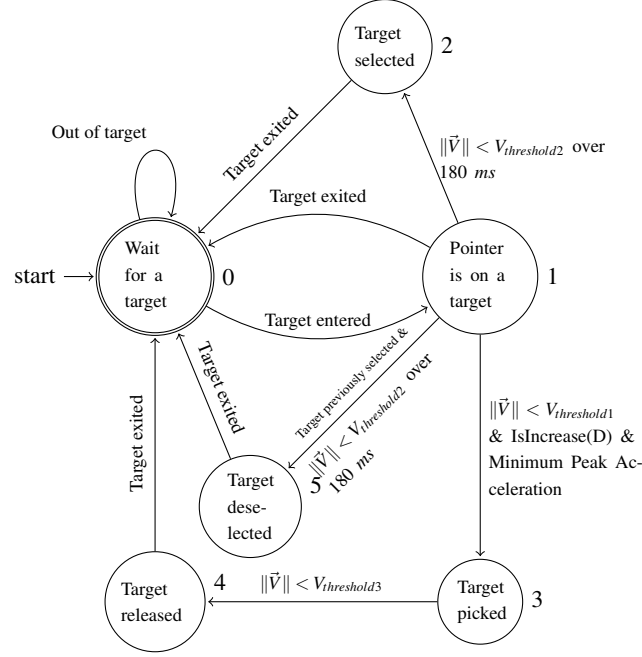 Target
selected
2
Out of target
Target exited
‖V⃗‖ < V_threshold2 over
180 ms
Target exited
start
Wait
for a
target
0
Pointer
is on a
target
1
Target entered
Target exited
Target previously selected &
‖V⃗‖ < V_threshold2 over
180 ms
‖V⃗‖ < V_threshold1
& IsIncrease(D) &
Minimum Peak Ac-
celeration
Target exited
Target
dese-
lected
5
Target
released
4
‖V⃗‖ < V_threshold3
Target
picked
3